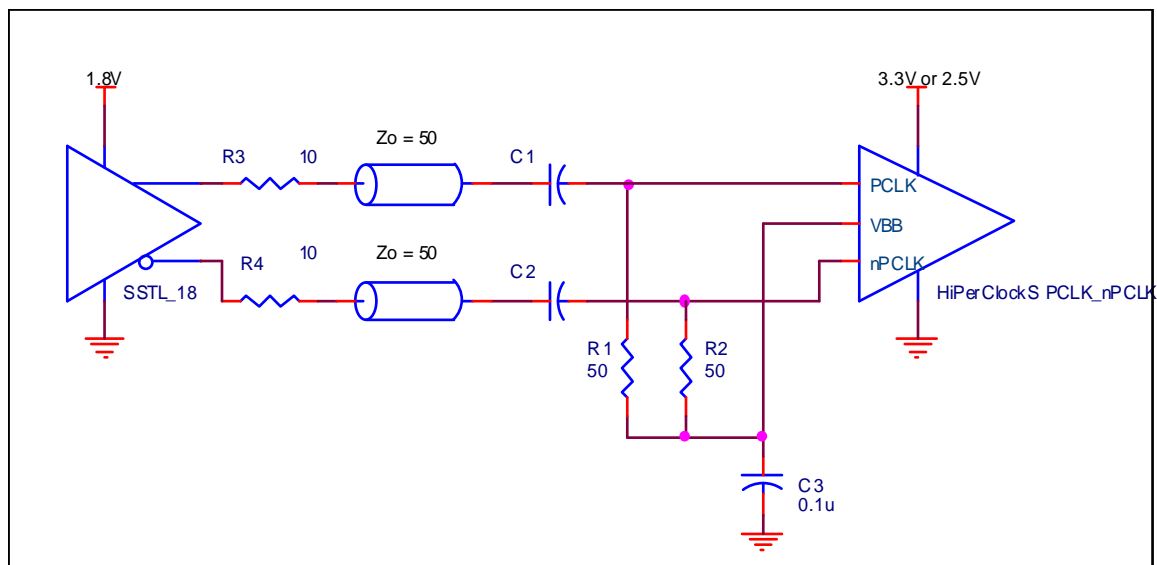 1.8V
3.3V or 2.5V
Zo = 50
R3
10
C1
PCLK
VBB
R4
10
Zo = 50
C2
nPCLK
SSTL_18
HiPerClockS PCLK_nPCLK
R1
50
R2
50
C3
0.1u